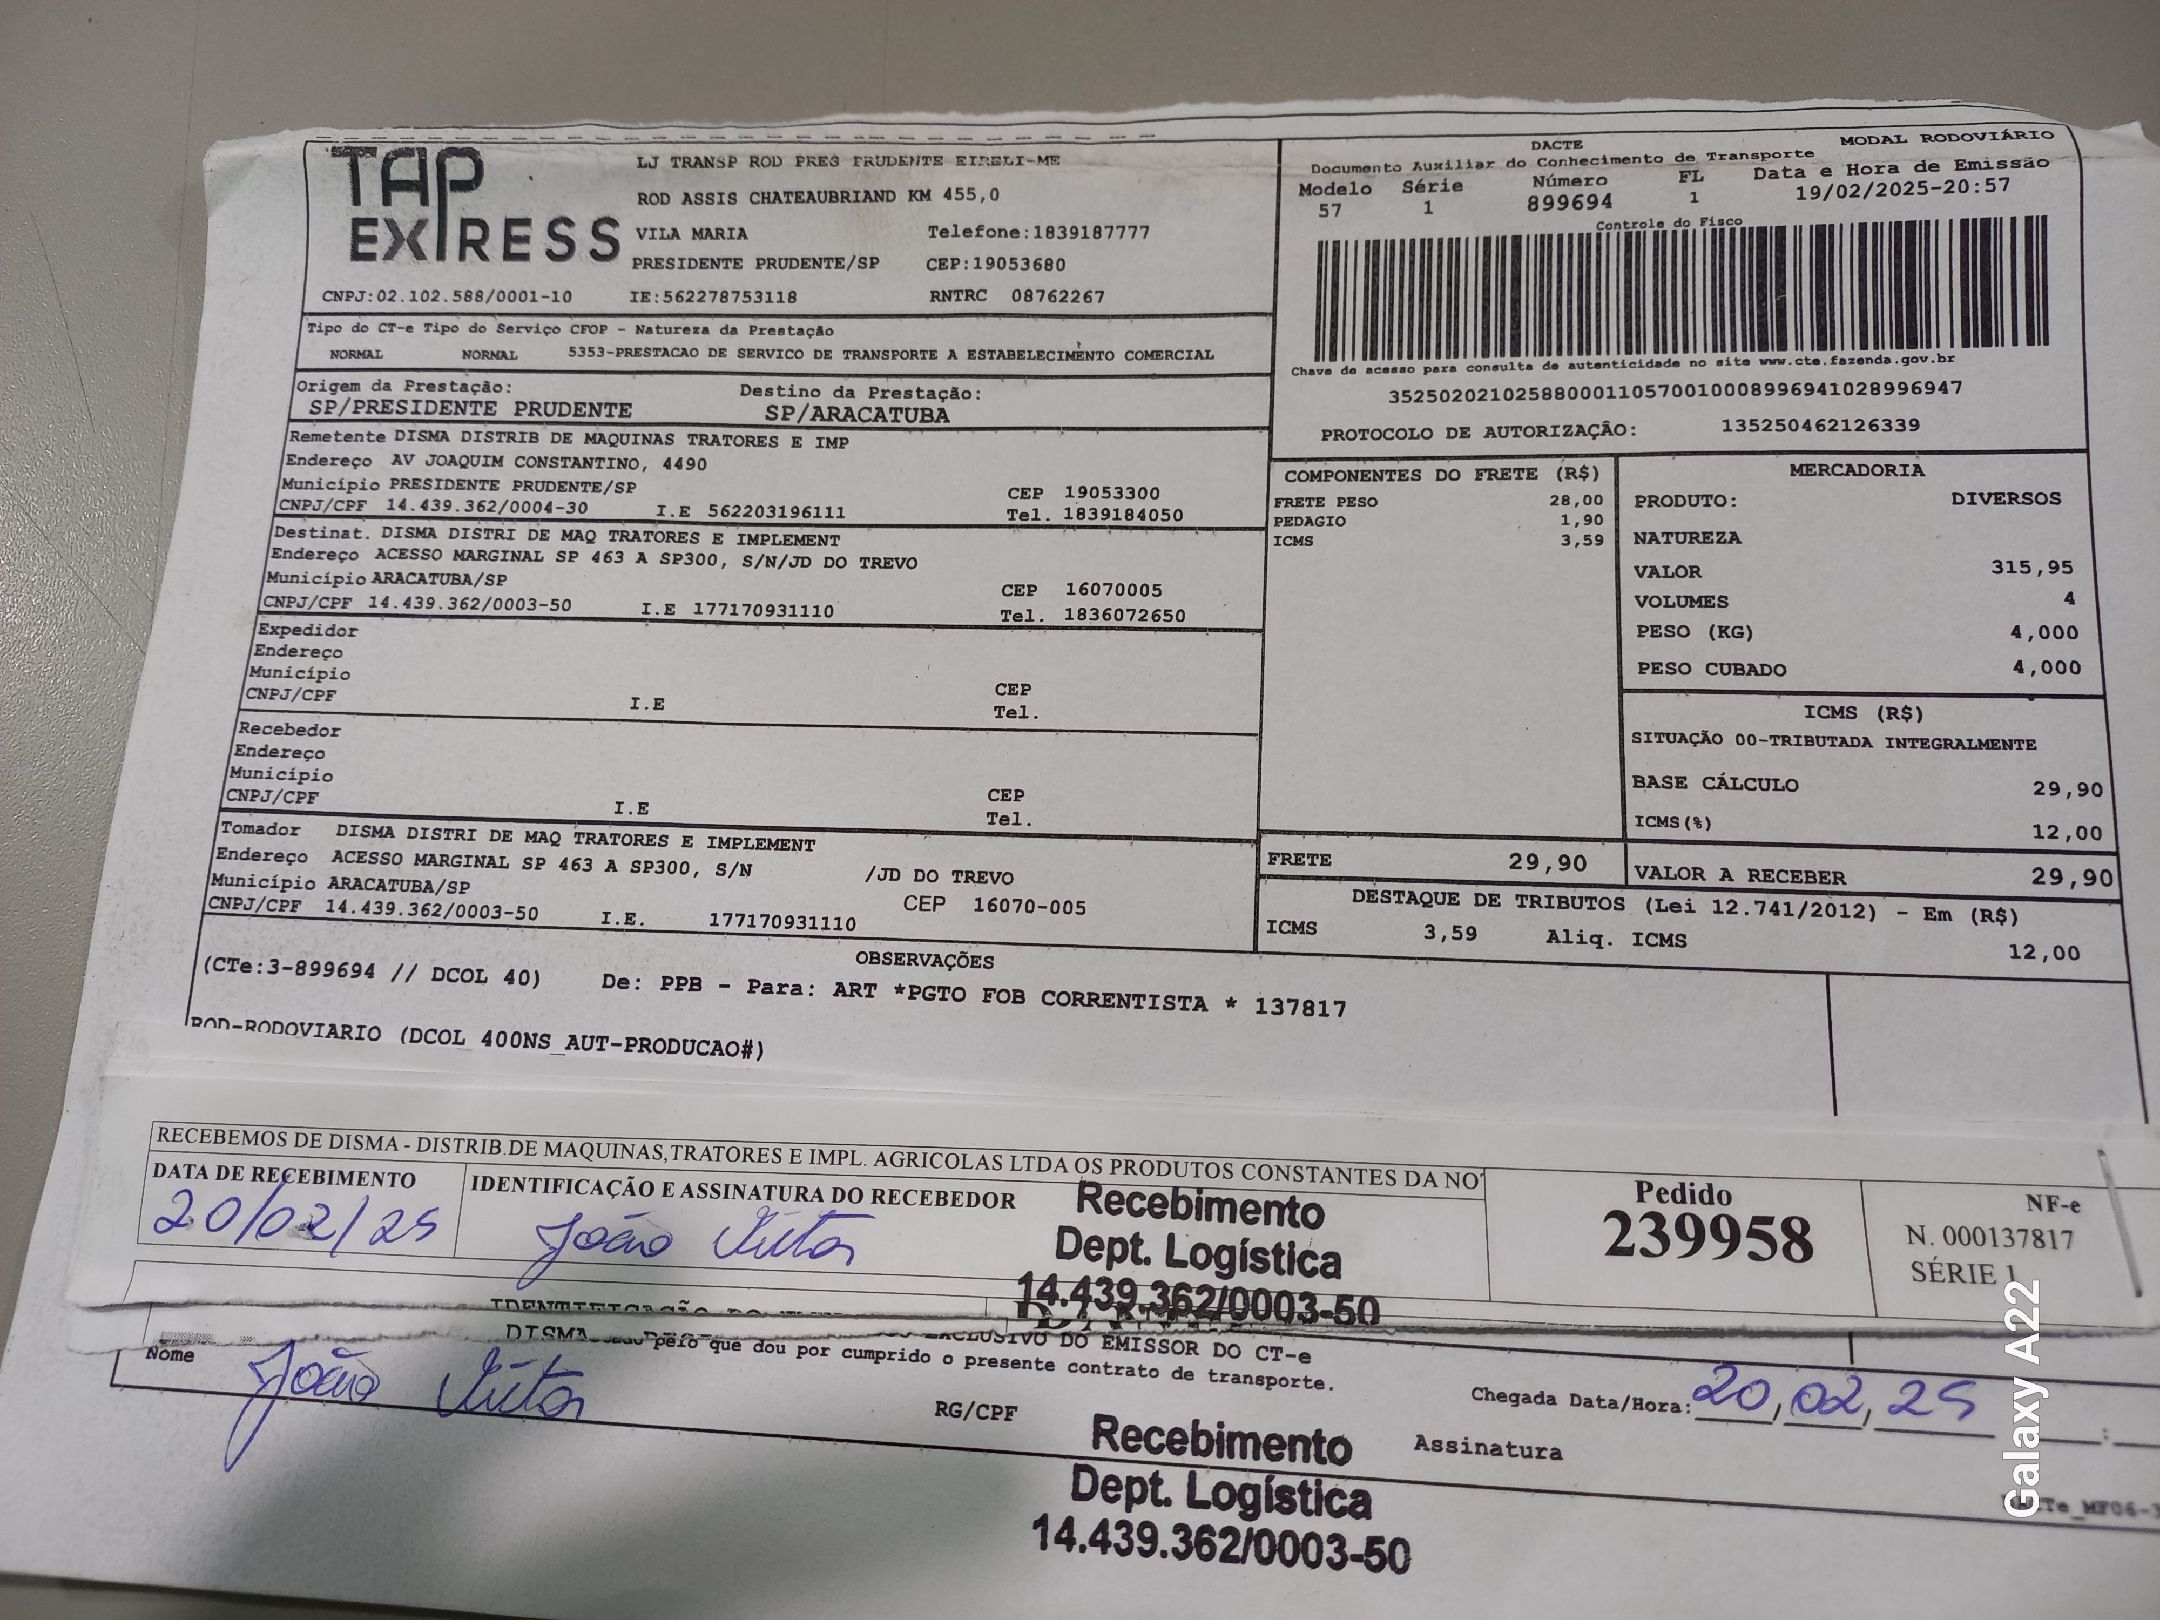 TAP EXPRESS
LJ TRANSP ROD PRES PRUDENTE EIRELI-ME
ROD ASSIS CHATEAUBRIAND KM 455,0
VILA MARIA Telefone:1839187777
PRESIDENTE PRUDENTE/SP CEP:19053680
CNPJ:02.102.588/0001-10 IE:562278753118 RNTRC 08762267
DACTE MODAL RODOVIÁRIO
Documento Auxiliar do Conhecimento de Transporte
Modelo Série Número FL Data e Hora de Emissão
57 1 899694 1 19/02/2025-20:57
Controle do Fisco
Chave de acesso para consulta de autenticidade no site www.cte.fazenda.gov.br
35250202102588000110570010008996941028996947
PROTOCOLO DE AUTORIZAÇÃO: 135250462126339
Tipo do CT-e Tipo do Serviço CFOP - Natureza da Prestação
NORMAL NORMAL 5353-PRESTACAO DE SERVICO DE TRANSPORTE A ESTABELECIMENTO COMERCIAL
Origem da Prestação: Destino da Prestação:
SP/PRESIDENTE PRUDENTE SP/ARACATUBA
Remetente DISMA DISTRIB DE MAQUINAS TRATORES E IMP
Endereço AV JOAQUIM CONSTANTINO, 4490
Município PRESIDENTE PRUDENTE/SP CEP 19053300
CNPJ/CPF 14.439.362/0004-30 I.E 562203196111 Tel. 1839184050
Destinat. DISMA DISTRI DE MAQ TRATORES E IMPLEMENT
Endereço ACESSO MARGINAL SP 463 A SP300, S/N/JD DO TREVO
Município ARACATUBA/SP CEP 16070005
CNPJ/CPF 14.439.362/0003-50 I.E 177170931110 Tel. 1836072650
Expedidor
Endereço
Município CEP
CNPJ/CPF I.E Tel.
Recebedor
Endereço
Município CEP
CNPJ/CPF I.E Tel.
Tomador DISMA DISTRI DE MAQ TRATORES E IMPLEMENT
Endereço ACESSO MARGINAL SP 463 A SP300, S/N /JD DO TREVO
Município ARACATUBA/SP CEP 16070-005
CNPJ/CPF 14.439.362/0003-50 I.E. 177170931110
COMPONENTES DO FRETE (R$)
FRETE PESO 28,00
PEDAGIO 1,90
ICMS 3,59
MERCADORIA
PRODUTO: DIVERSOS
NATUREZA
VALOR 315,95
VOLUMES 4
PESO (KG) 4,000
PESO CUBADO 4,000
ICMS (R$)
SITUAÇÃO 00-TRIBUTADA INTEGRALMENTE
BASE CÁLCULO 29,90
ICMS(%) 12,00
FRETE 29,90 VALOR A RECEBER 29,90
DESTAQUE DE TRIBUTOS (Lei 12.741/2012) - Em (R$)
ICMS 3,59 Aliq. ICMS 12,00
OBSERVAÇÕES
(CTe:3-899694 // DCOL 40) De: PPB - Para: ART *PGTO FOB CORRENTISTA * 137817
ROD-RODOVIARIO (DCOL_400NS_AUT-PRODUCAO#)
RECEBEMOS DE DISMA - DISTRIB.DE MAQUINAS,TRATORES E IMPL. AGRICOLAS LTDA OS PRODUTOS CONSTANTES DA NO
DATA DE RECEBIMENTO IDENTIFICAÇÃO E ASSINATURA DO RECEBEDOR
20/02/25 João Victor
Recebimento
Dept. Logística
14.439.362/0003-50
Pedido
239958
NF-e
N. 000137817
SÉRIE 1
DISMA EXCLUSIVO DO EMISSOR DO CT-e
pelo que dou por cumprido o presente contrato de transporte.
Nome João Victor RG/CPF
Chegada Data/Hora: 20,02,25 :
Assinatura
Recebimento
Dept. Logística
14.439.362/0003-50
Galaxy A22